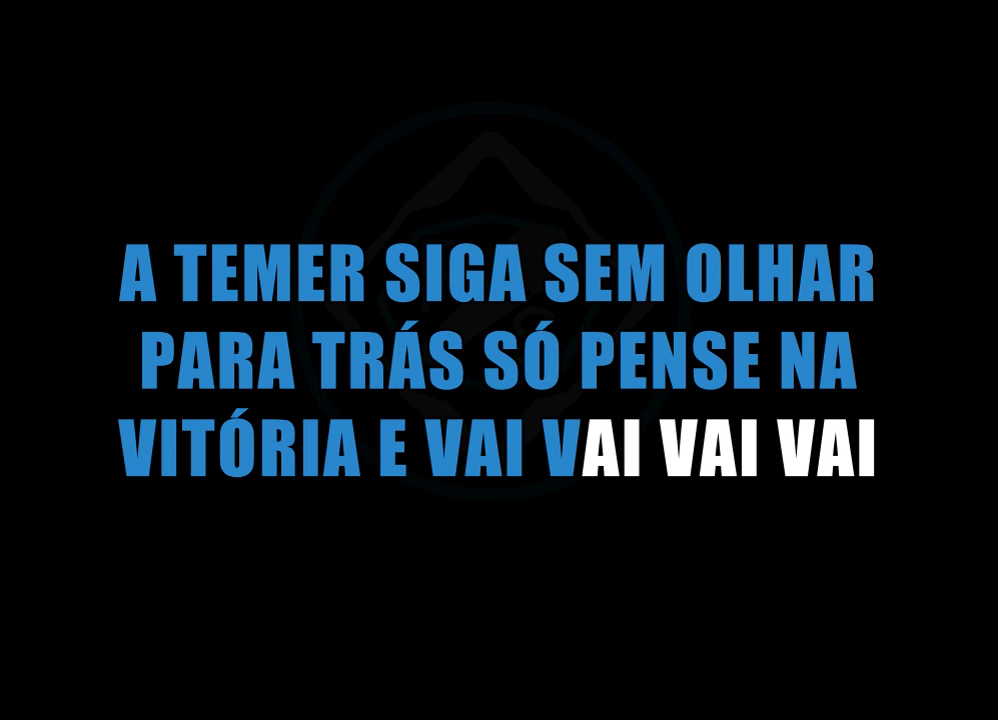 A TEMER SIGA SEM OLHAR
PARA TRÁS SÓ PENSE NA
VITÓRIA E VAI VAI VAI VAI